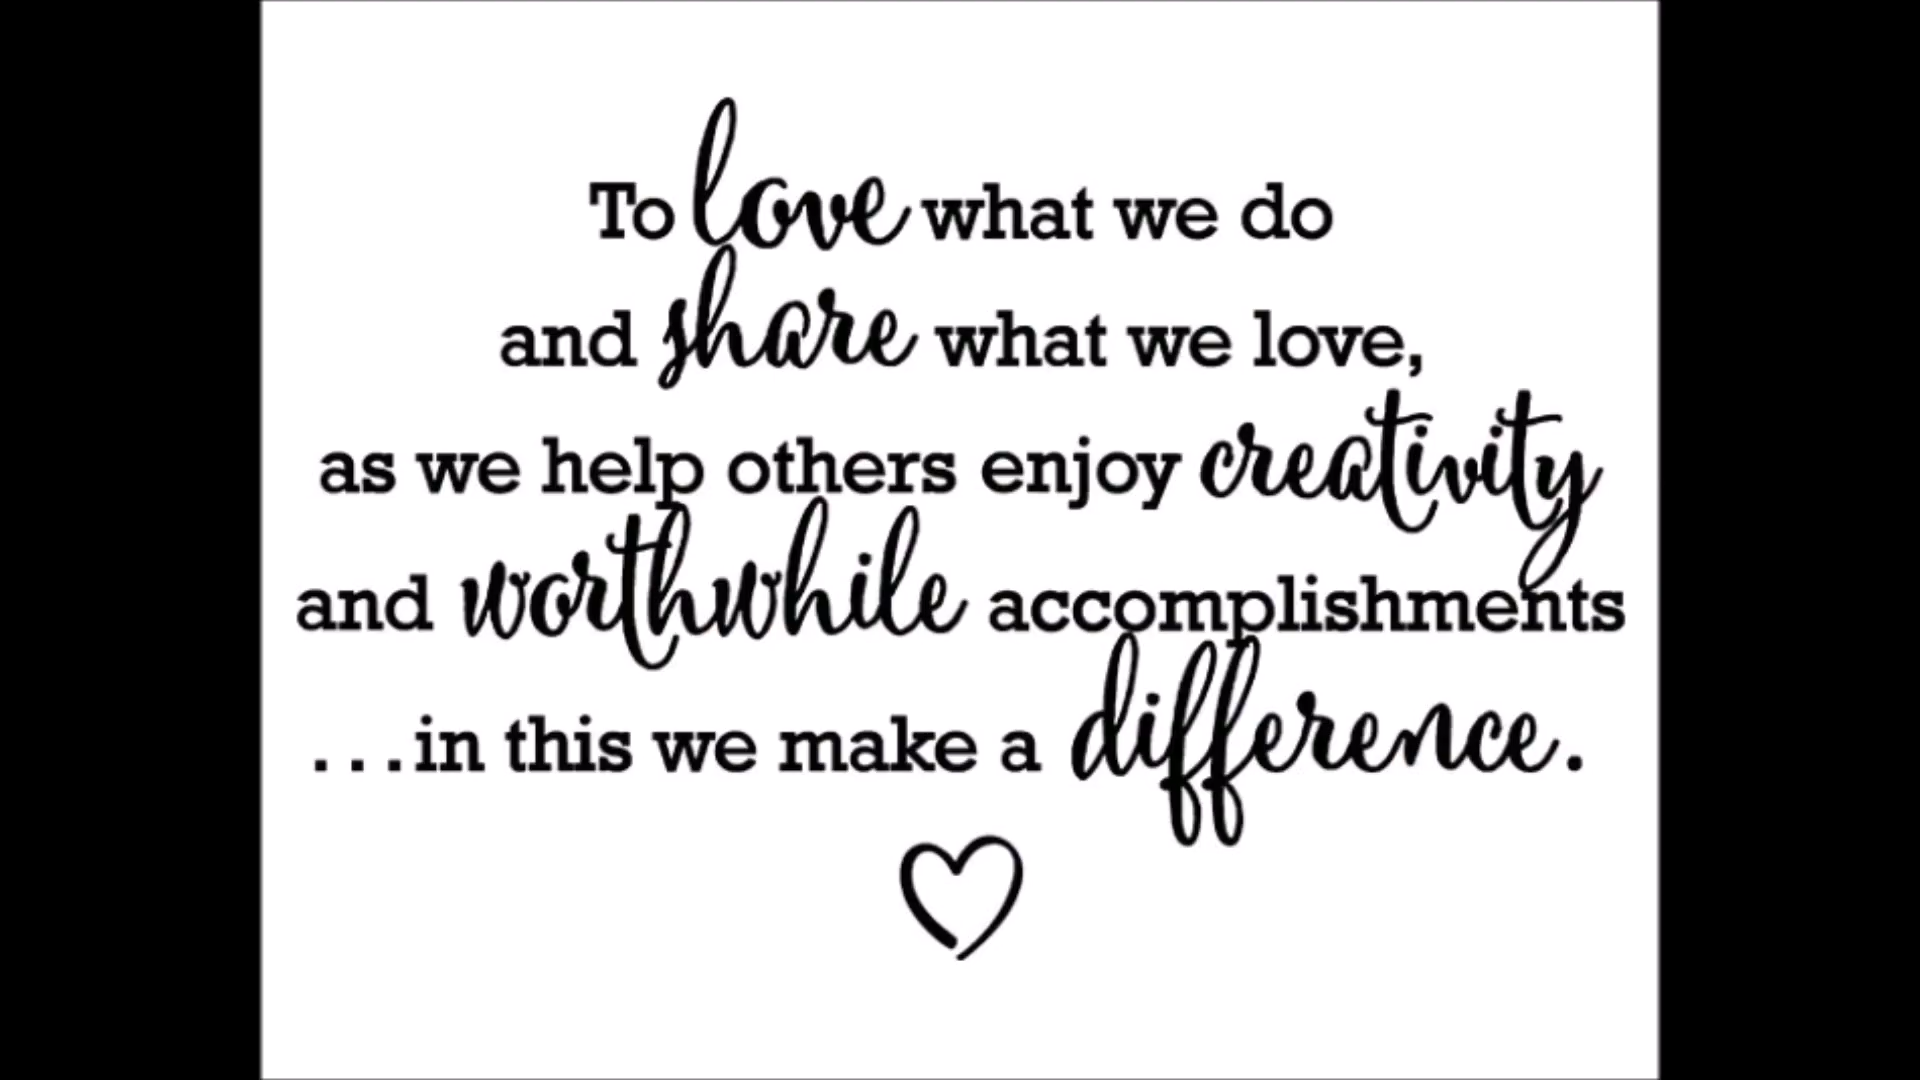 To love what we do
and share what we love,
as we help others enjoy creativity
and worthwhile accomplishments
...in this we make a difference.